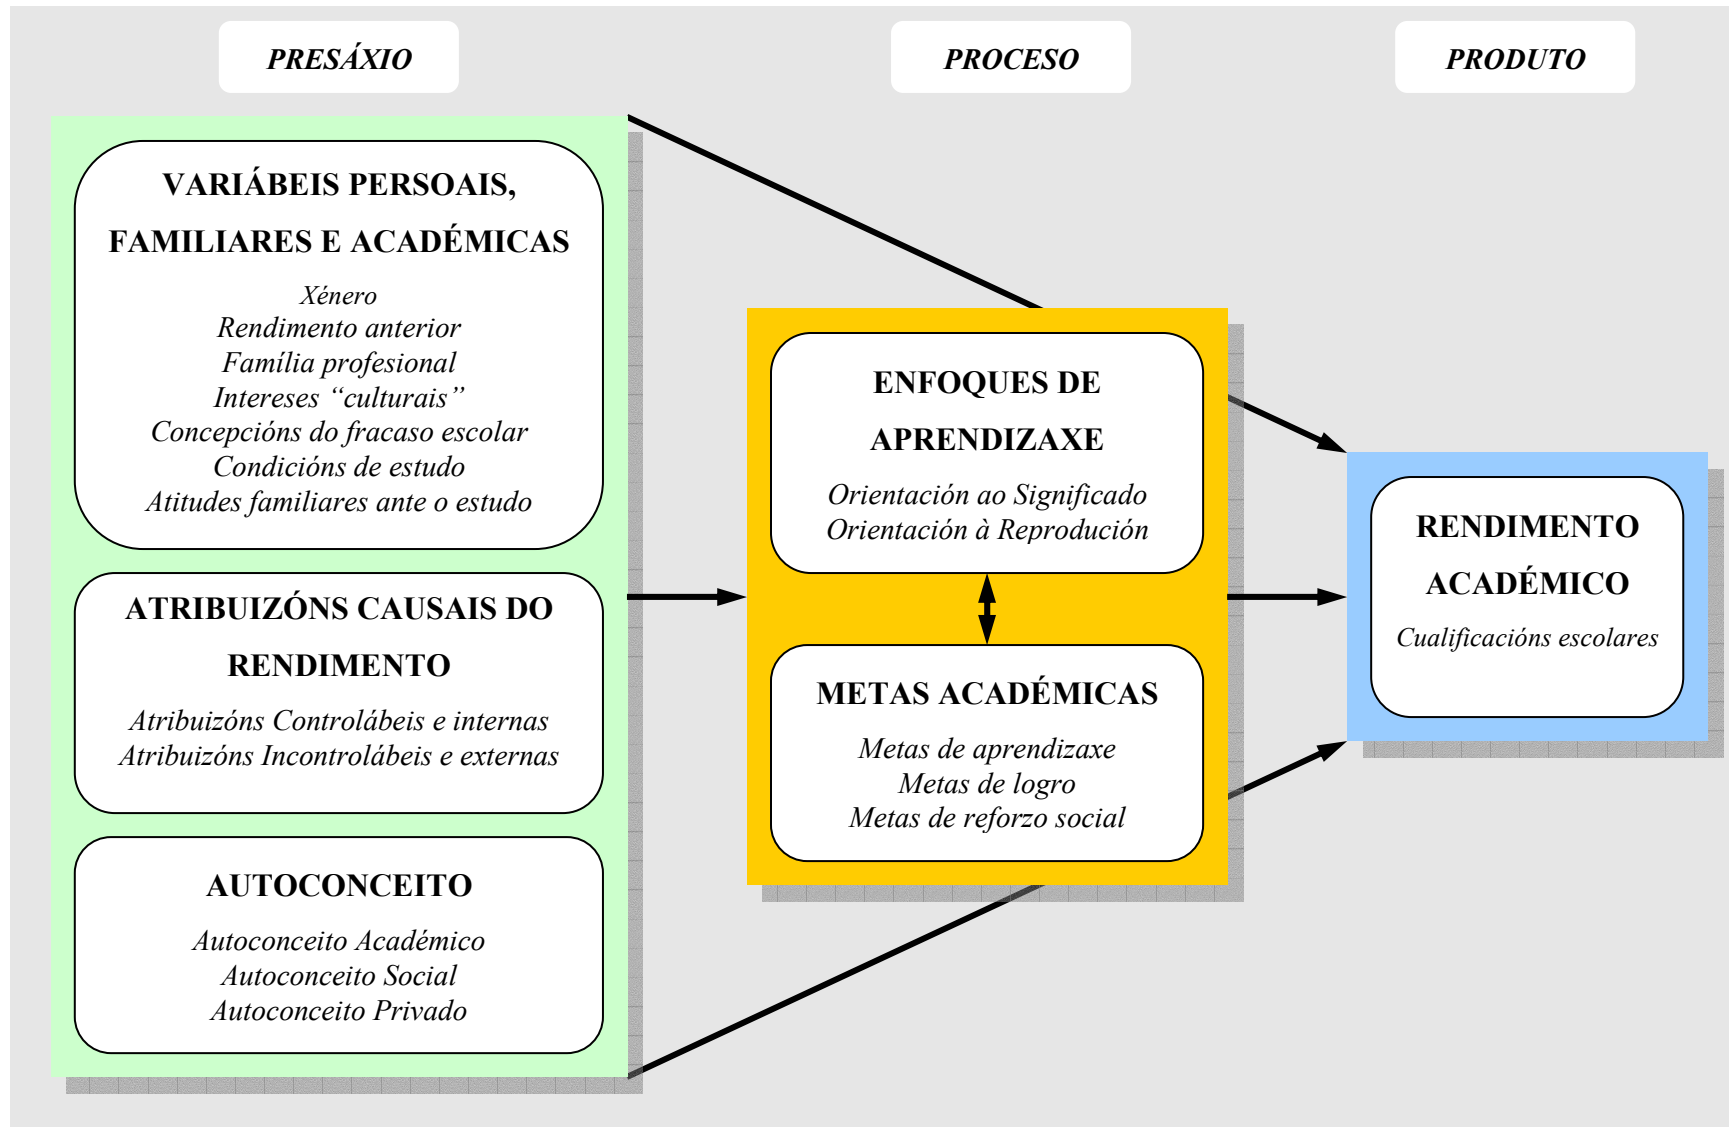 PRESÁXIO
PROCESO
PRODUTO
VARIÁBEIS PERSOAIS,
FAMILIARES E ACADÉMICAS
Xénero
Rendimento anterior
Família profesional
Intereses “culturais”
Concepcións do fracaso escolar
Condicións de estudo
Atitudes familiares ante o estudo
ATRIBUIZÓNS CAUSAIS DO
RENDIMENTO
Atribuizóns Controlábeis e internas
Atribuizóns Incontrolábeis e externas
AUTOCONCEITO
Autoconceito Académico
Autoconceito Social
Autoconceito Privado
ENFOQUES DE
APRENDIZAXE
Orientación ao Significado
Orientación à Reprodución
METAS ACADÉMICAS
Metas de aprendizaxe
Metas de logro
Metas de reforzo social
RENDIMENTO
ACADÉMICO
Cualificacións escolares